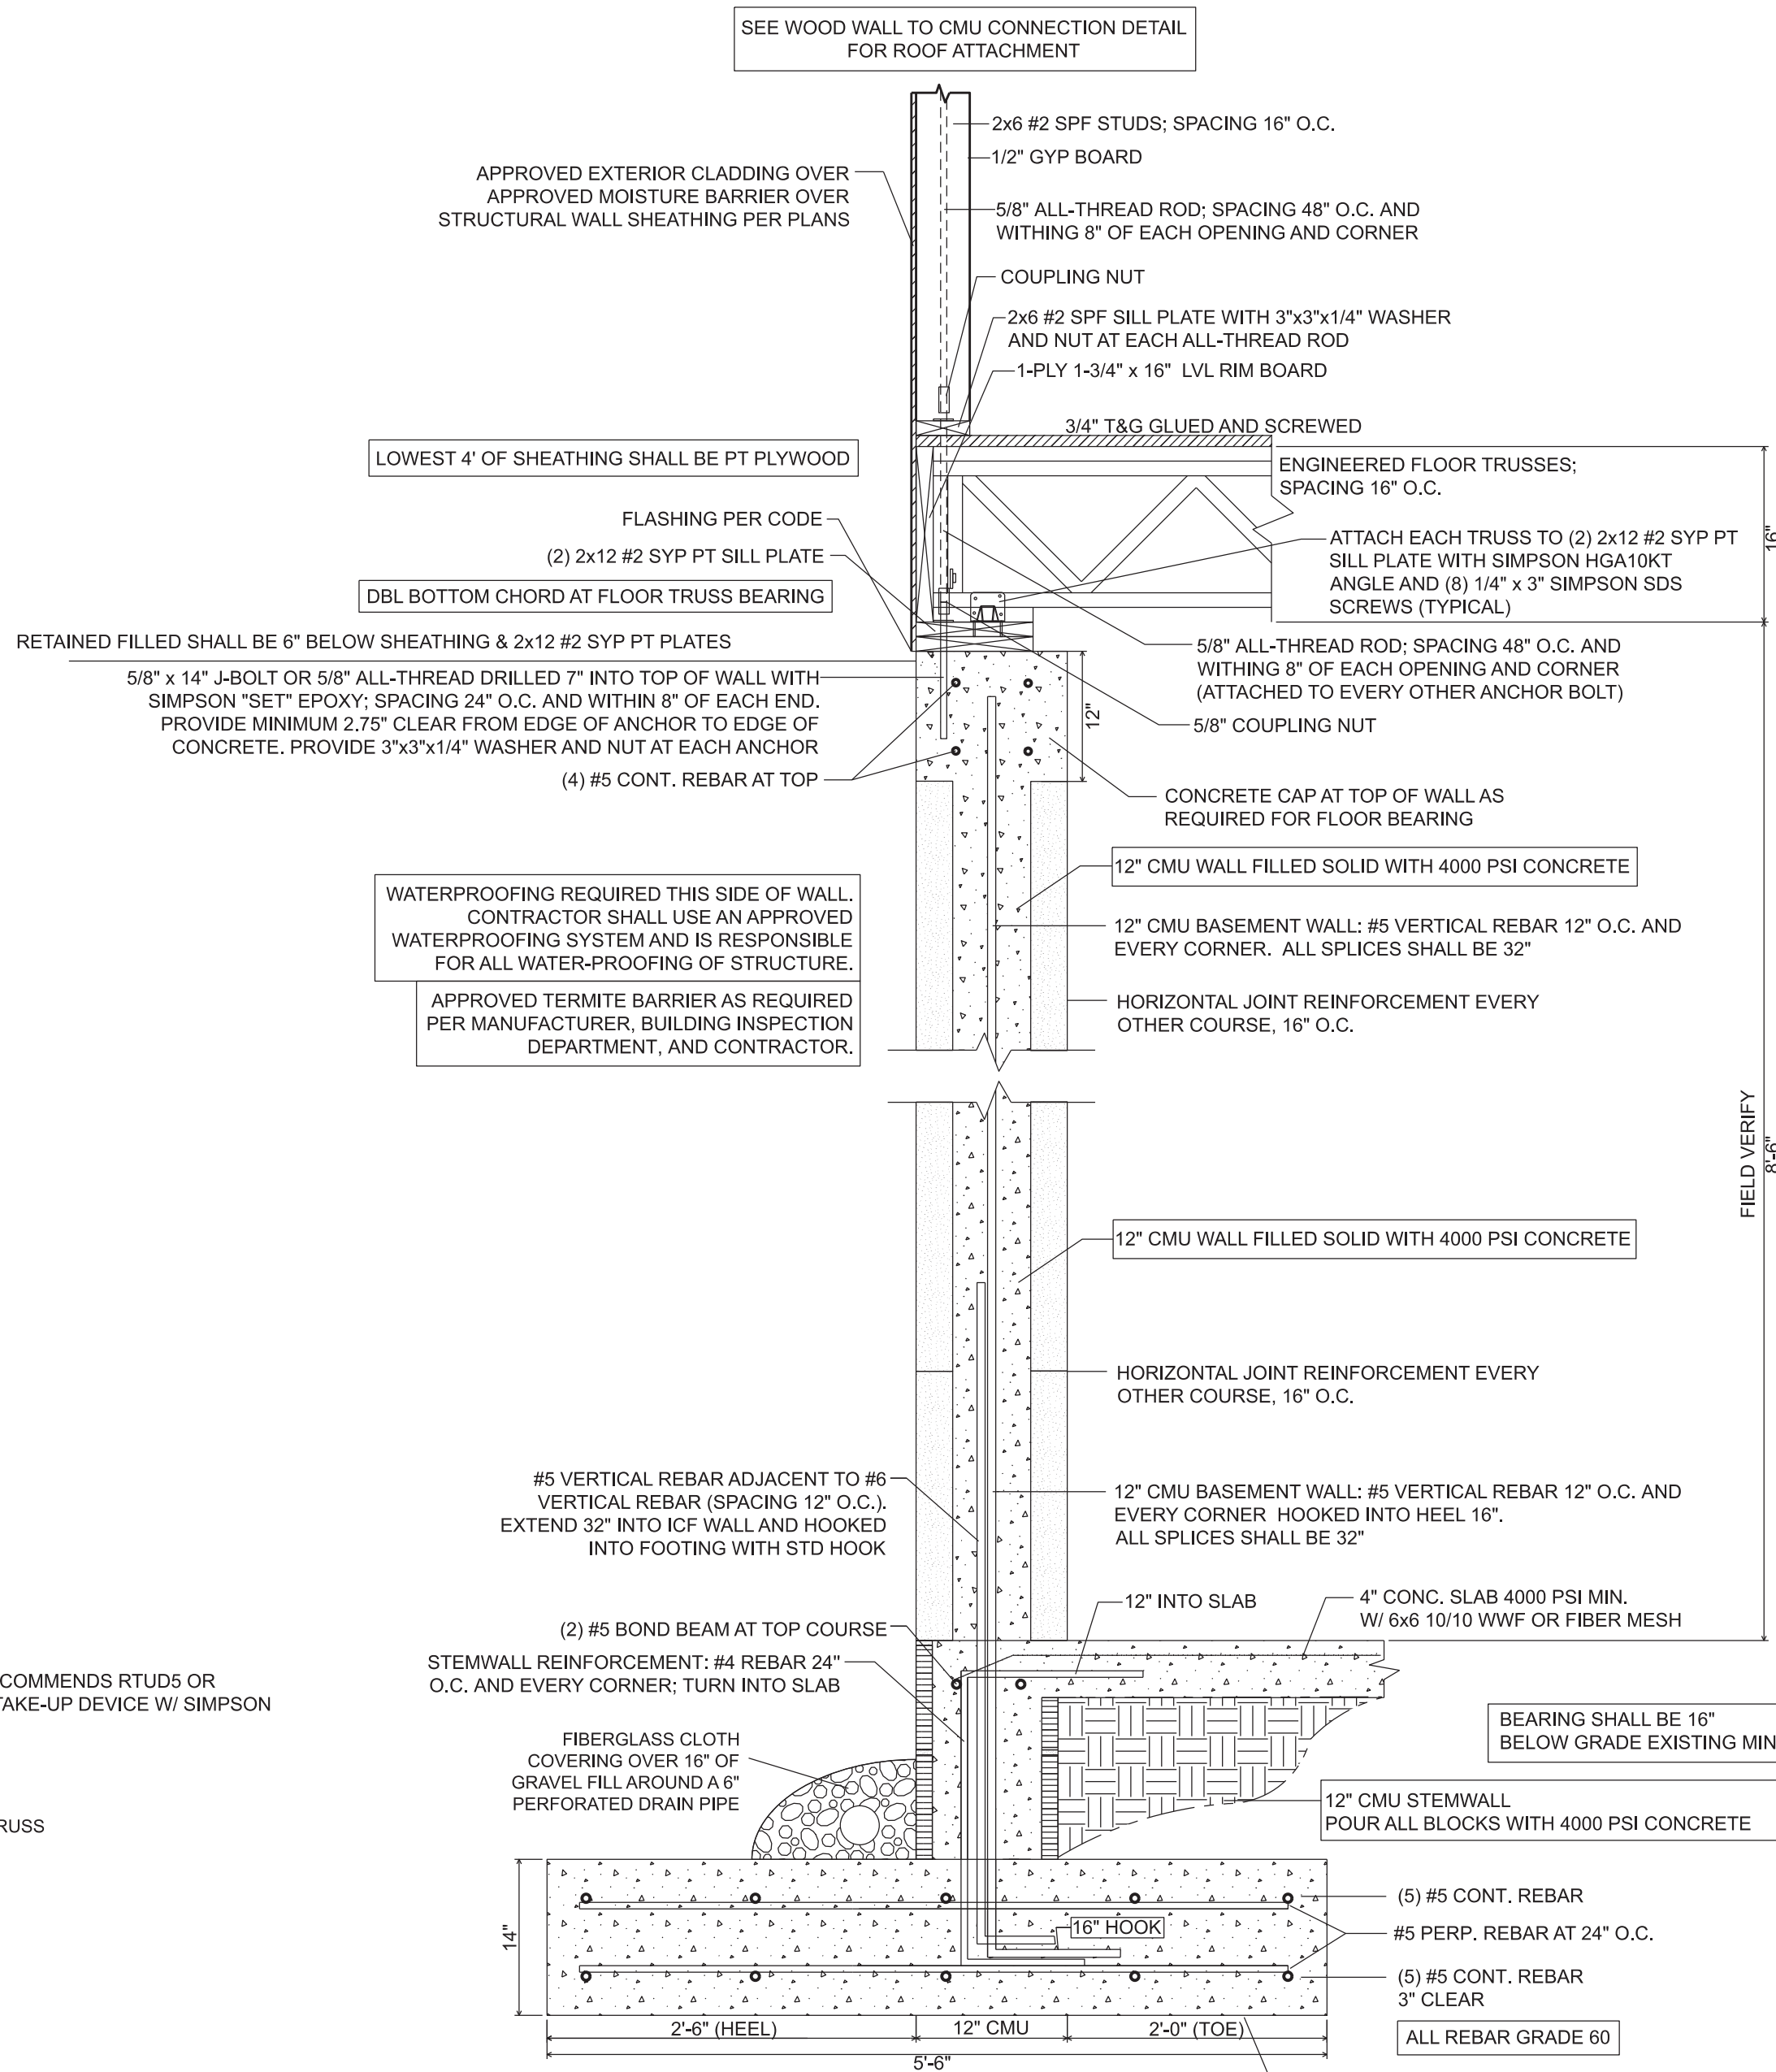 SEE WOOD WALL TO CMU CONNECTION DETAIL
FOR ROOF ATTACHMENT
2x6 #2 SPF STUDS; SPACING 16" O.C.
1/2" GYP BOARD
APPROVED EXTERIOR CLADDING OVER
APPROVED MOISTURE BARRIER OVER
STRUCTURAL WALL SHEATHING PER PLANS
5/8" ALL-THREAD ROD; SPACING 48" O.C. AND
WITHING 8" OF EACH OPENING AND CORNER
COUPLING NUT
2x6 #2 SPF SILL PLATE WITH 3"x3"x1/4" WASHER
AND NUT AT EACH ALL-THREAD ROD
1-PLY 1-3/4" x 16" LVL RIM BOARD
3/4" T&G GLUED AND SCREWED
LOWEST 4' OF SHEATHING SHALL BE PT PLYWOOD
ENGINEERED FLOOR TRUSSES;
SPACING 16" O.C.
16"
FLASHING PER CODE
(2) 2x12 #2 SYP PT SILL PLATE
DBL BOTTOM CHORD AT FLOOR TRUSS BEARING
ATTACH EACH TRUSS TO (2) 2x12 #2 SYP PT
SILL PLATE WITH SIMPSON HGA10KT
ANGLE AND (8) 1/4" x 3" SIMPSON SDS
SCREWS (TYPICAL)
RETAINED FILLED SHALL BE 6" BELOW SHEATHING & 2x12 #2 SYP PT PLATES
5/8" x 14" J-BOLT OR 5/8" ALL-THREAD DRILLED 7" INTO TOP OF WALL WITH
SIMPSON "SET" EPOXY; SPACING 24" O.C. AND WITHIN 8" OF EACH END.
PROVIDE MINIMUM 2.75" CLEAR FROM EDGE OF ANCHOR TO EDGE OF
CONCRETE. PROVIDE 3"x3"x1/4" WASHER AND NUT AT EACH ANCHOR
5/8" ALL-THREAD ROD; SPACING 48" O.C. AND
WITHING 8" OF EACH OPENING AND CORNER
(ATTACHED TO EVERY OTHER ANCHOR BOLT)
12"
5/8" COUPLING NUT
(4) #5 CONT. REBAR AT TOP
CONCRETE CAP AT TOP OF WALL AS
REQUIRED FOR FLOOR BEARING
12" CMU WALL FILLED SOLID WITH 4000 PSI CONCRETE
WATERPROOFING REQUIRED THIS SIDE OF WALL.
CONTRACTOR SHALL USE AN APPROVED
WATERPROOFING SYSTEM AND IS RESPONSIBLE
FOR ALL WATER-PROOFING OF STRUCTURE.
12" CMU BASEMENT WALL: #5 VERTICAL REBAR 12" O.C. AND
EVERY CORNER. ALL SPLICES SHALL BE 32"
APPROVED TERMITE BARRIER AS REQUIRED
PER MANUFACTURER, BUILDING INSPECTION
DEPARTMENT, AND CONTRACTOR.
HORIZONTAL JOINT REINFORCEMENT EVERY
OTHER COURSE, 16" O.C.
FIELD VERIFY
8'-6"
12" CMU WALL FILLED SOLID WITH 4000 PSI CONCRETE
HORIZONTAL JOINT REINFORCEMENT EVERY
OTHER COURSE, 16" O.C.
#5 VERTICAL REBAR ADJACENT TO #6
VERTICAL REBAR (SPACING 12" O.C.).
EXTEND 32" INTO ICF WALL AND HOOKED
INTO FOOTING WITH STD HOOK
12" CMU BASEMENT WALL: #5 VERTICAL REBAR 12" O.C. AND
EVERY CORNER HOOKED INTO HEEL 16".
ALL SPLICES SHALL BE 32"
12" INTO SLAB
4" CONC. SLAB 4000 PSI MIN.
W/ 6x6 10/10 WWF OR FIBER MESH
(2) #5 BOND BEAM AT TOP COURSE
STEMWALL REINFORCEMENT: #4 REBAR 24"
O.C. AND EVERY CORNER; TURN INTO SLAB
COMMENDS RTUD5 OR
TAKE-UP DEVICE W/ SIMPSON
BEARING SHALL BE 16"
BELOW GRADE EXISTING MIN
FIBERGLASS CLOTH
COVERING OVER 16" OF
GRAVEL FILL AROUND A 6"
PERFORATED DRAIN PIPE
12" CMU STEMWALL
POUR ALL BLOCKS WITH 4000 PSI CONCRETE
RUSS
14"
(5) #5 CONT. REBAR
16" HOOK
#5 PERP. REBAR AT 24" O.C.
(5) #5 CONT. REBAR
3" CLEAR
2'-6" (HEEL)
12" CMU
2'-0" (TOE)
ALL REBAR GRADE 60
5'-6"